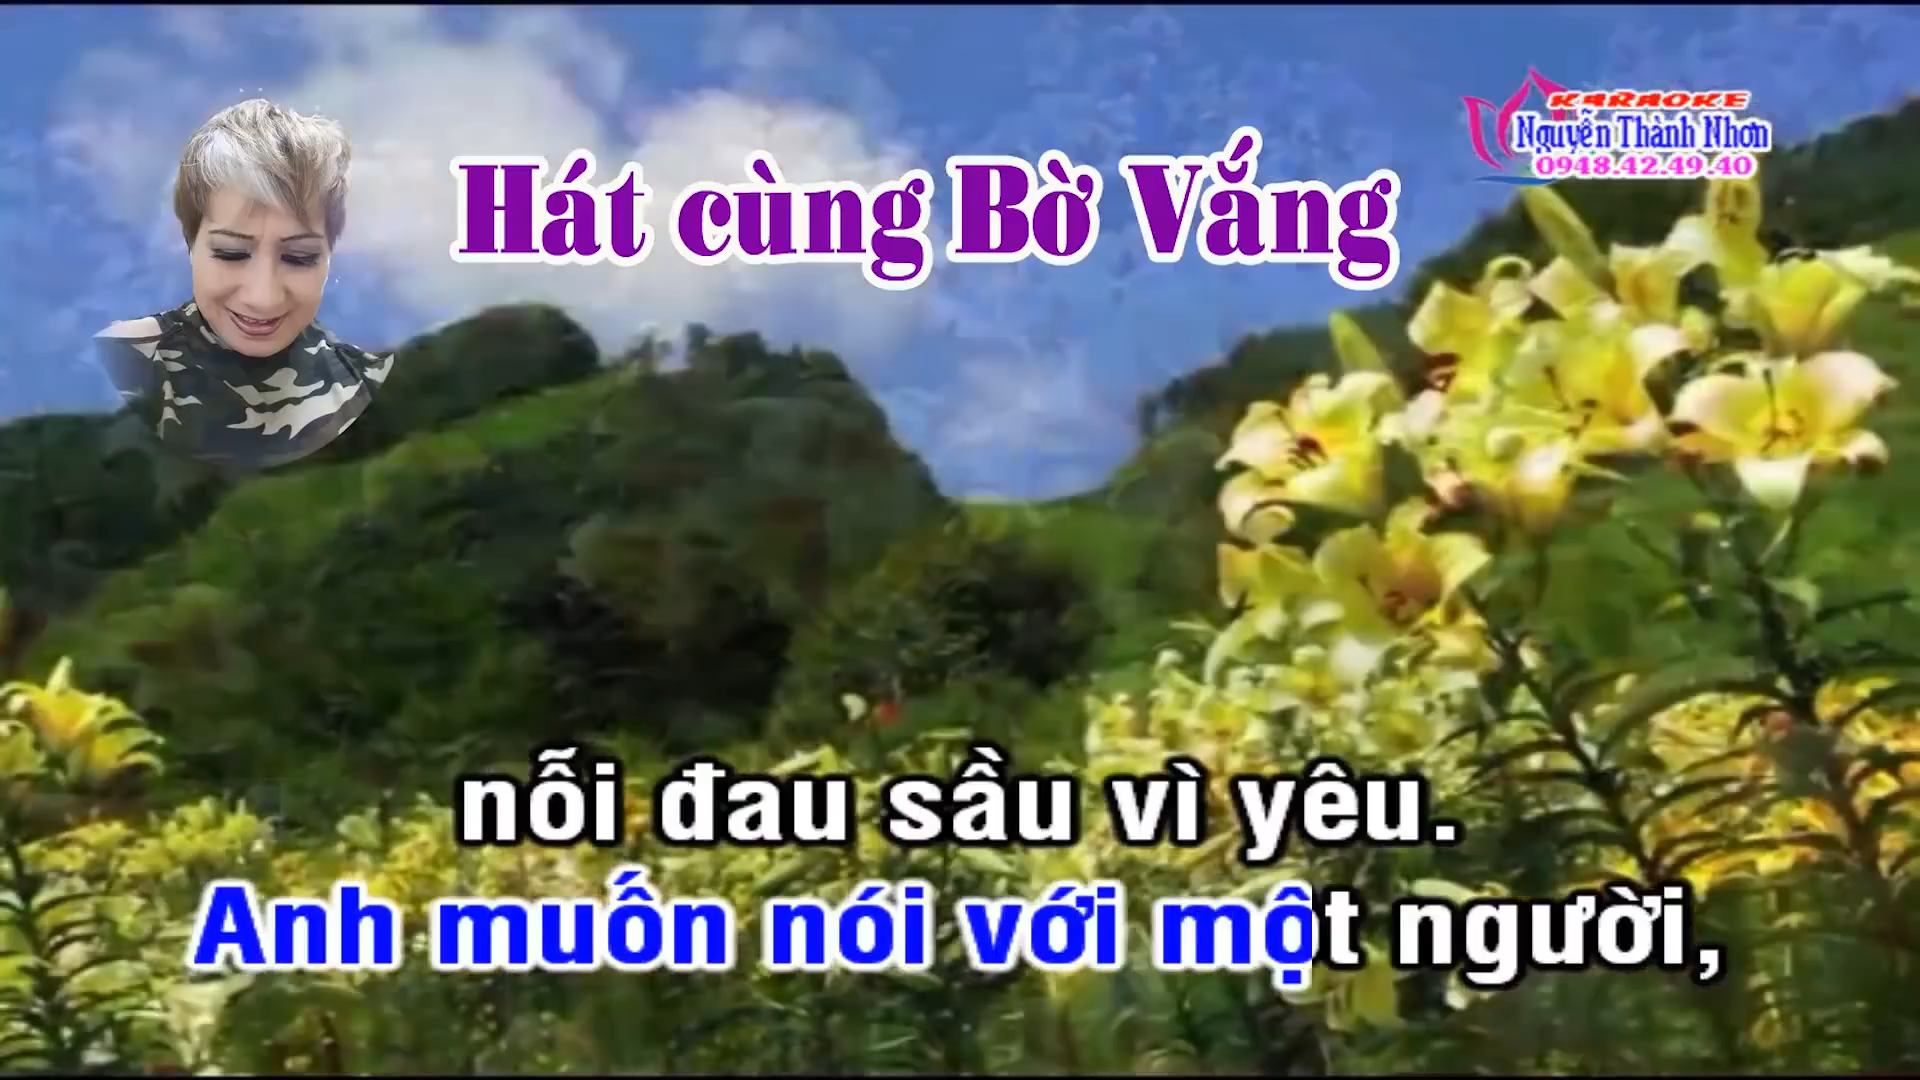 KARAOKE
Nguyễn Thành Nhơn
0948.42.49.40
Hát cùng Bờ Vắng
nỗi đau sầu vì yêu.
Anh muốn nói với một người,